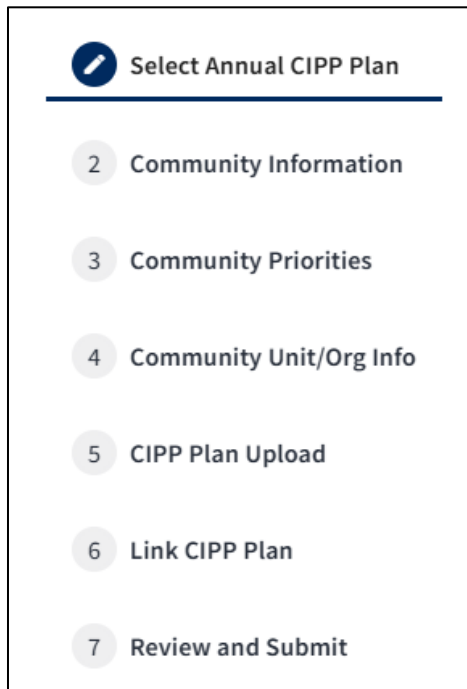 Select Annual CIPP Plan
2 Community Information
3 Community Priorities
4 Community Unit/Org Info
5 CIPP Plan Upload
6 Link CIPP Plan
7 Review and Submit